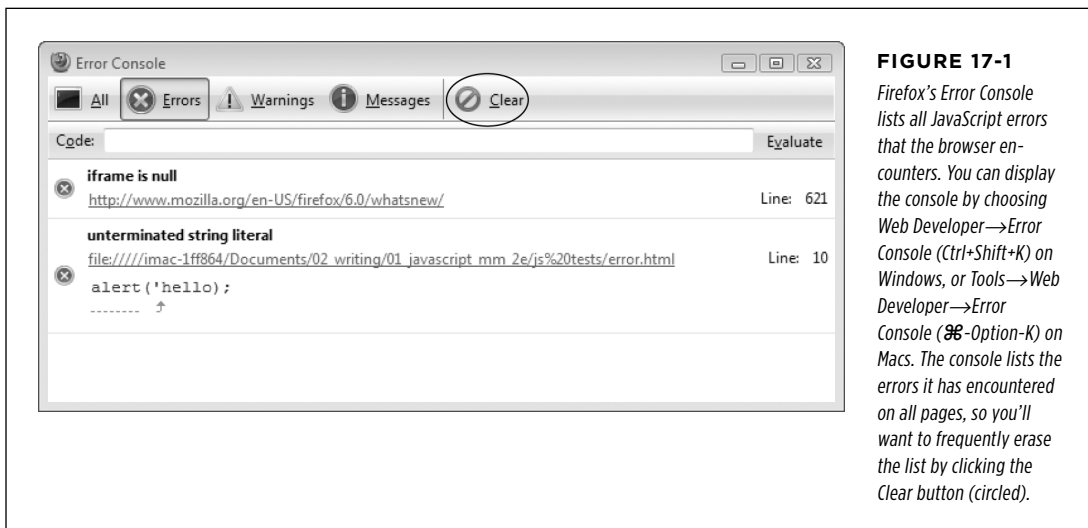 Error Console
All Errors Warnings Messages Clear
Code: Evaluate
iframe is null
http://www.mozilla.org/en-US/firefox/6.0/whatsnew/ Line: 621
unterminated string literal
file://///imac-1ff864/Documents/02_writing/01_javascript_mm_2e/js%20tests/error.html Line: 10
alert('hello);
--------
FIGURE 17-1
Firefox's Error Console
lists all JavaScript errors
that the browser en-
counters. You can display
the console by choosing
Web Developer→Error
Console (Ctrl+Shift+K) on
Windows, or Tools→Web
Developer→Error
Console (⌘-Option-K) on
Macs. The console lists the
errors it has encountered
on all pages, so you'll
want to frequently erase
the list by clicking the
Clear button (circled).